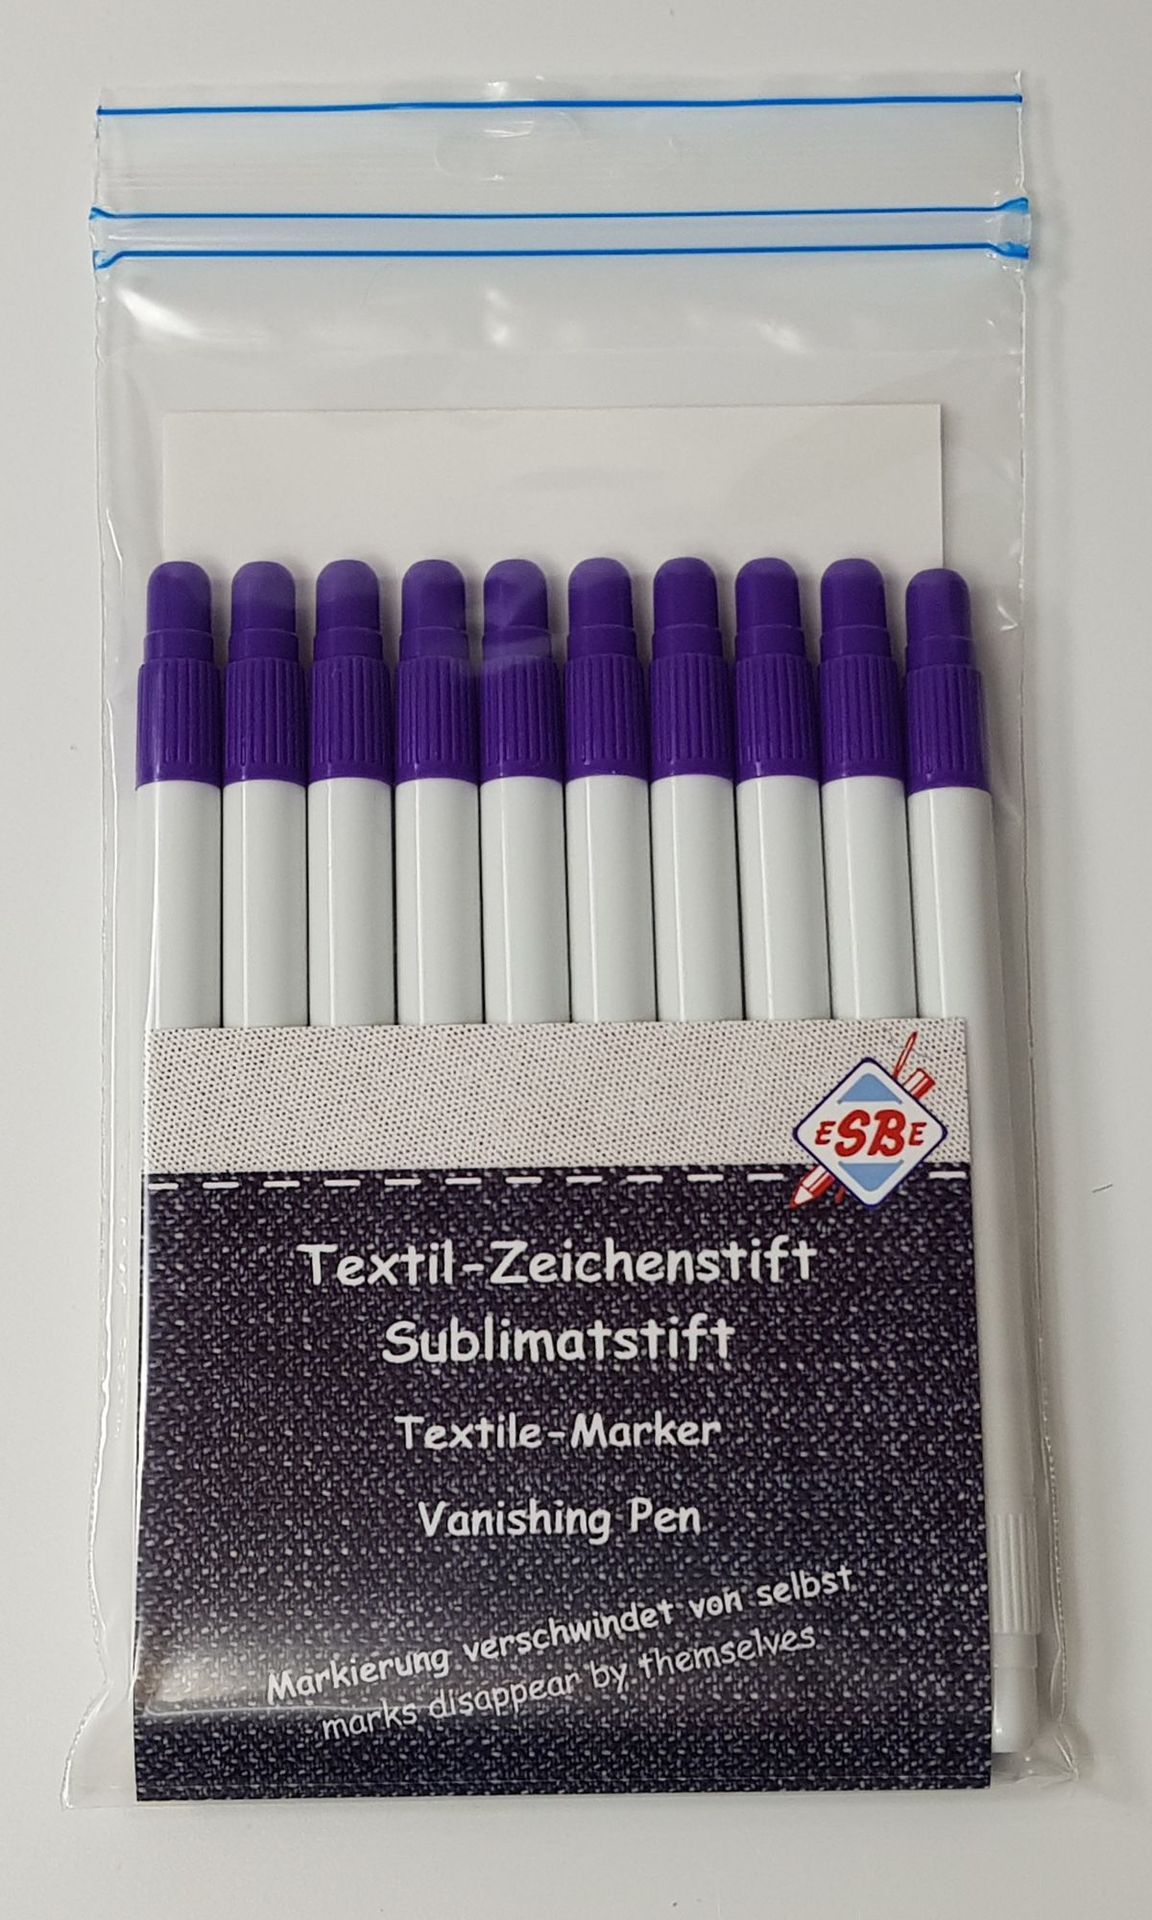 ESBE
Textil-Zeichenstift
Sublimatstift
Textile-Marker
Vanishing Pen
Markierung verschwindet von selbst
marks disappear by themselves